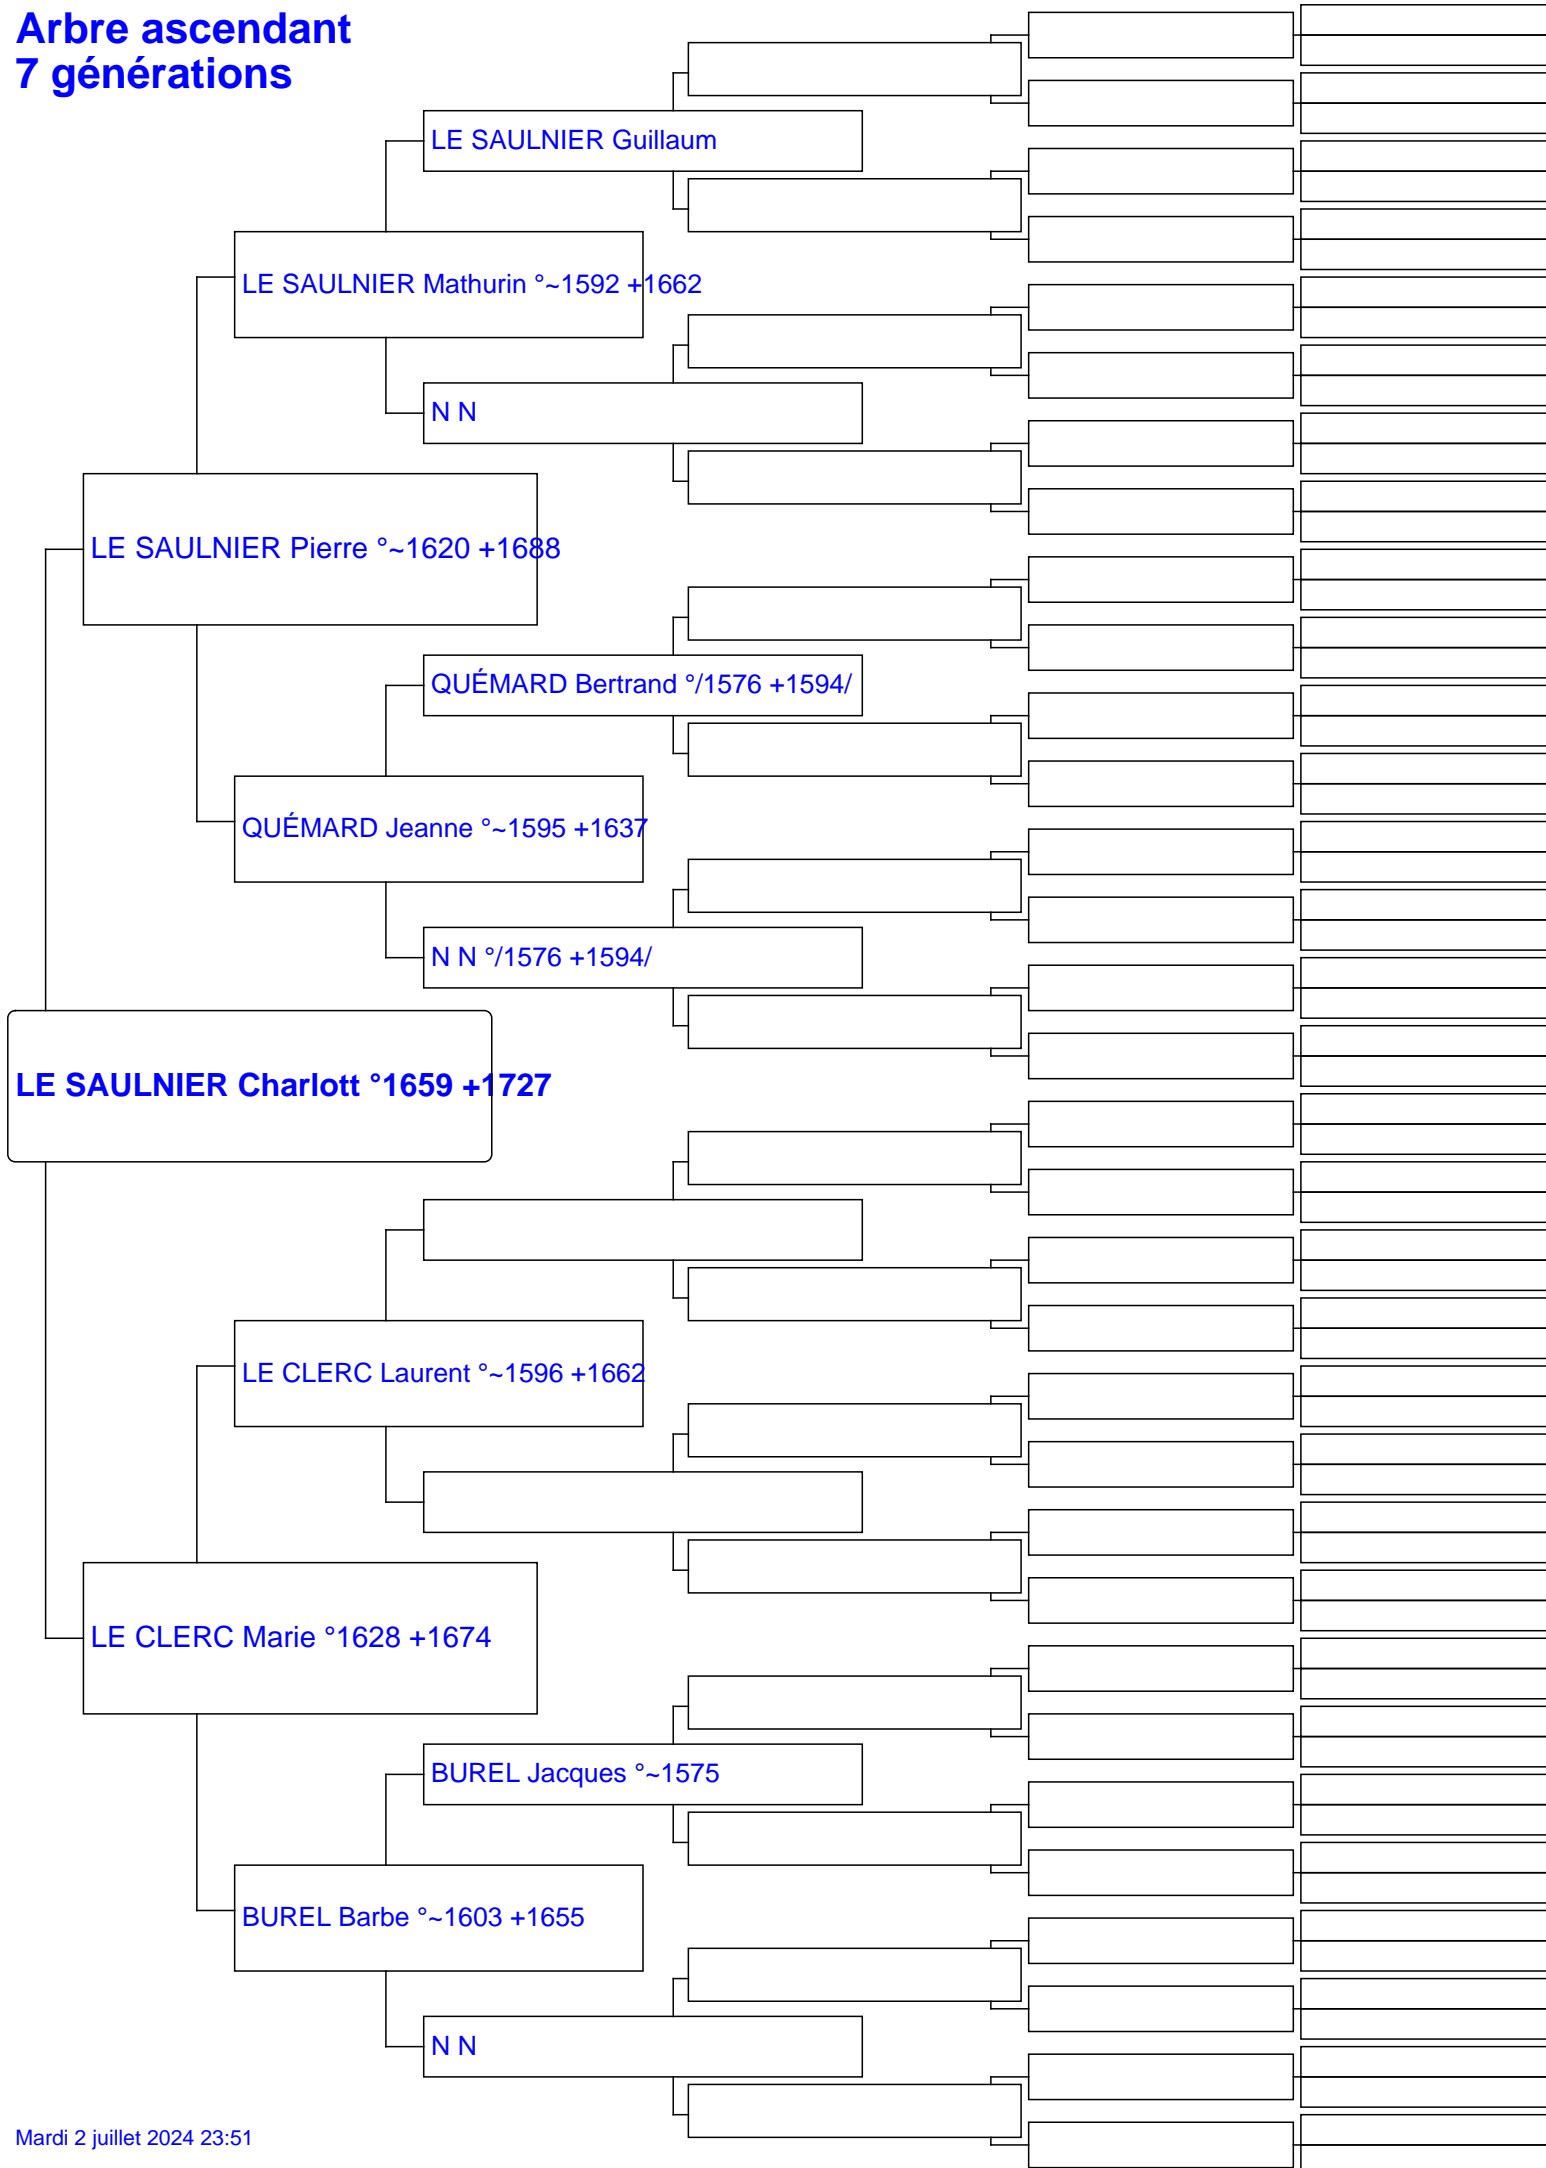 Arbre ascendant
7 générations
LE SAULNIER Guillaum
LE SAULNIER Mathurin °~1592 +1662
N N
LE SAULNIER Pierre °~1620 +1688
QUÉMARD Bertrand °/1576 +1594/
QUÉMARD Jeanne °~1595 +1637
N N °/1576 +1594/
LE SAULNIER Charlott °1659 +1727
LE CLERC Laurent °~1596 +1662
LE CLERC Marie °1628 +1674
BUREL Jacques °~1575
BUREL Barbe °~1603 +1655
N N
Mardi 2 juillet 2024 23:51